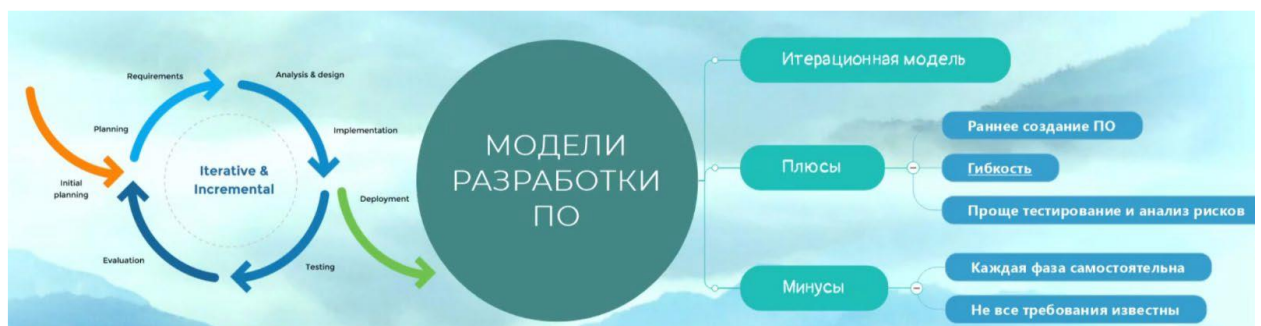 Requirements
Analysis & design
Planning
Implementation
Iterative &
Incremental
Initial
planning
Deployment
Evaluation
Testing
МОДЕЛИ
РАЗРАБОТКИ
ПО
Итерационная модель
Плюсы
Раннее создание ПО
Гибкость
Проще тестирование и анализ рисков
Минусы
Каждая фаза самостоятельна
Не все требования известны